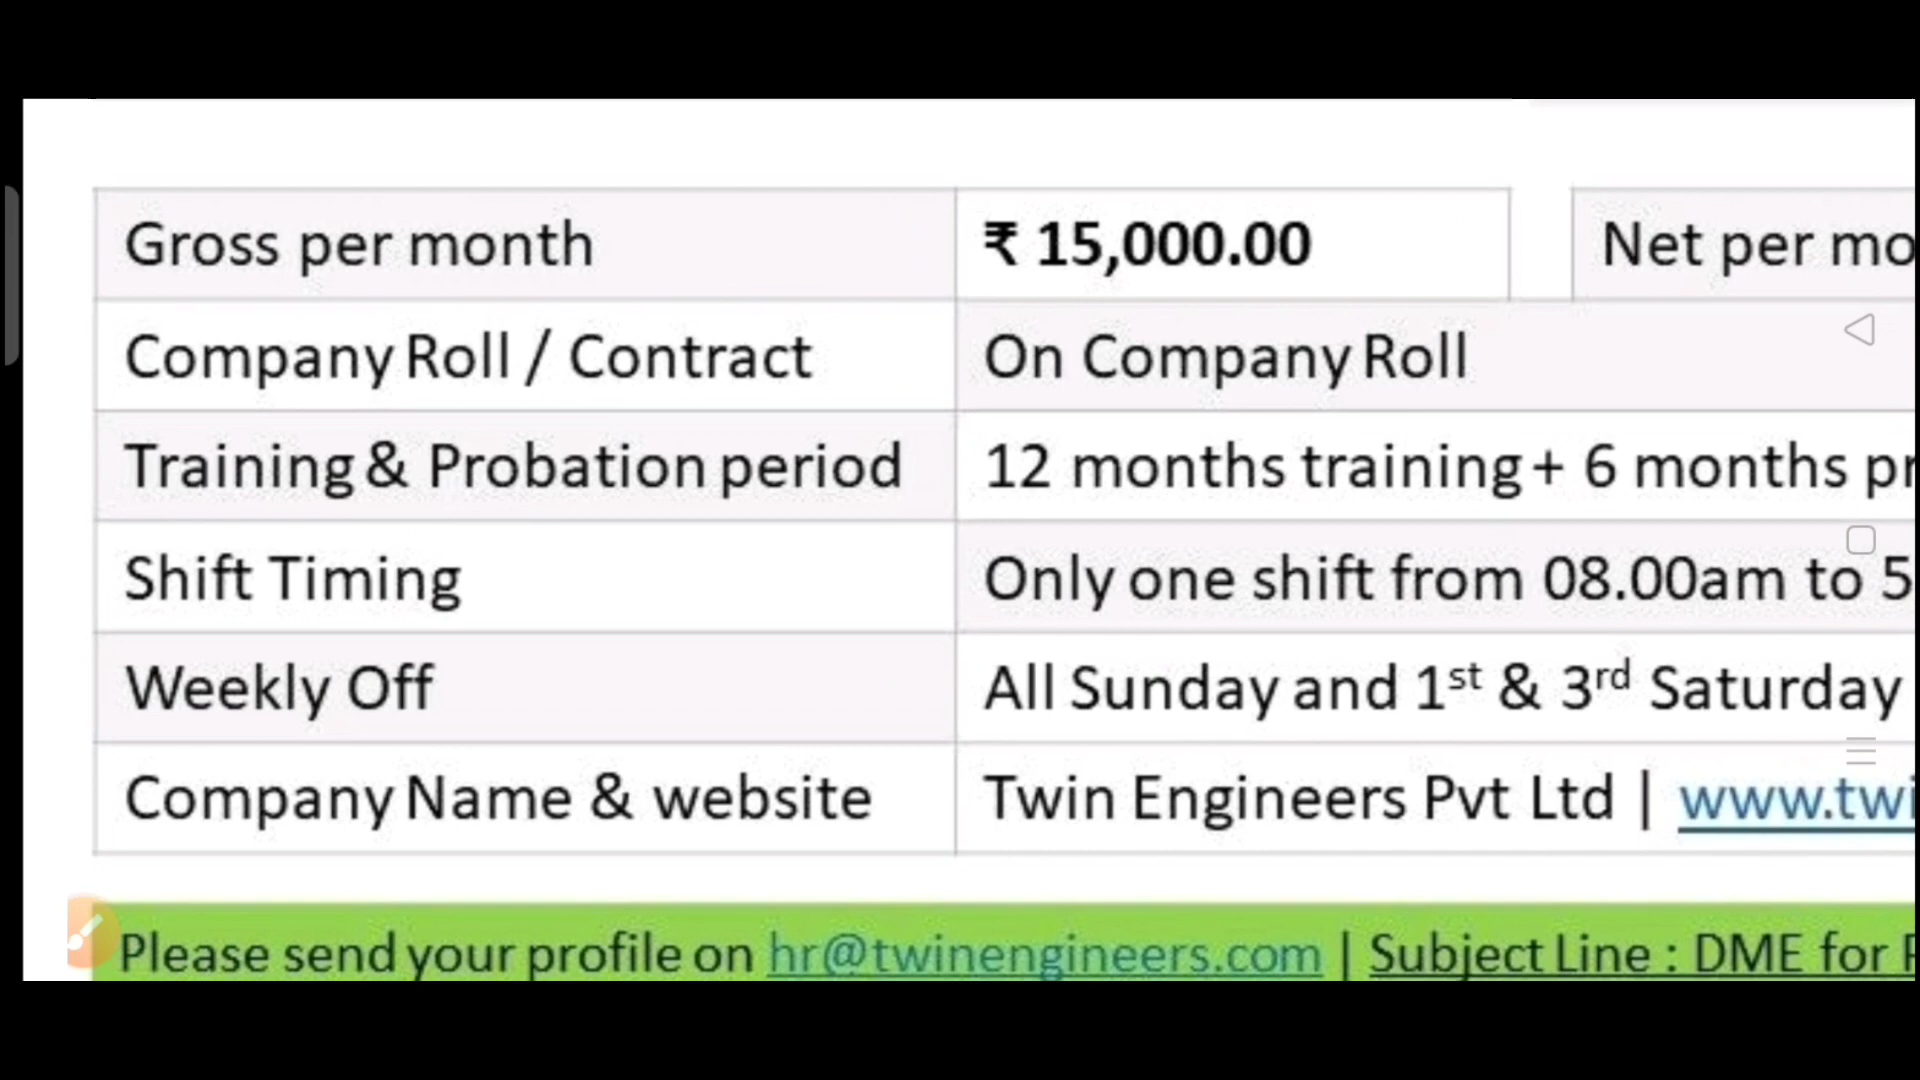 Gross per month ₹ 15,000.00 Net per mo
Company Roll / Contract On Company Roll
Training & Probation period 12 months training + 6 months pr
Shift Timing Only one shift from 08.00am to 5
Weekly Off All Sunday and 1st & 3rd Saturday
Company Name & website Twin Engineers Pvt Ltd | www.twi
Please send your profile on hr@twinengineers.com | Subject Line : DME for